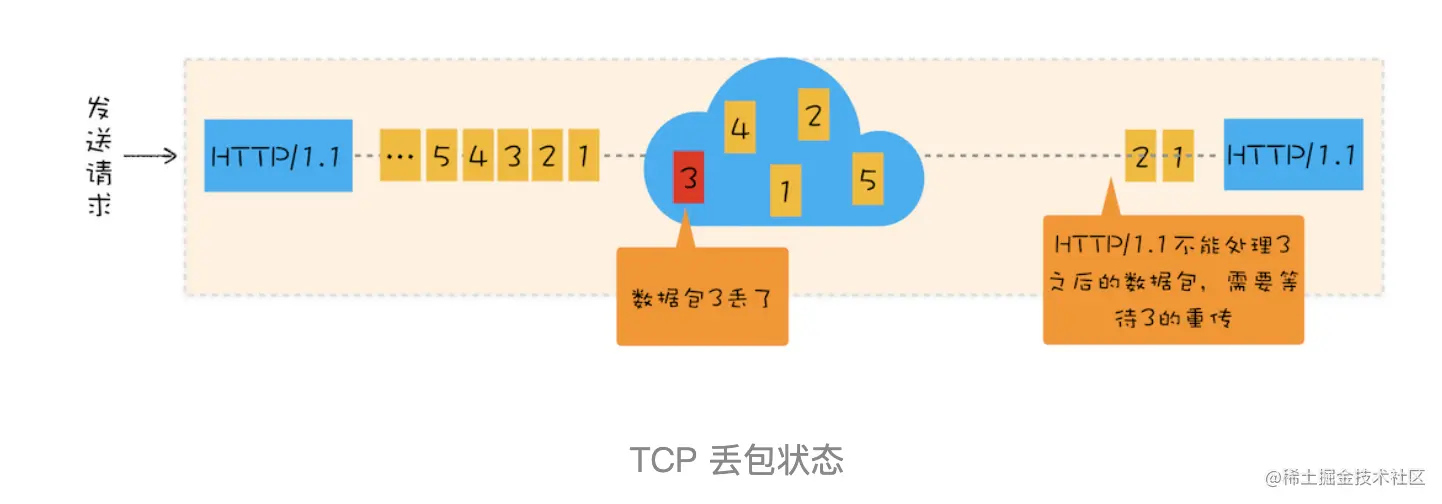 发送请求
HTTP/1.1
… 5 4 3 2 1
4
2
3
1
5
2 1
HTTP/1.1
数据包3丢了
HTTP/1.1不能处理3
之后的数据包，需要等
待3的重传
TCP 丢包状态
@稀土掘金技术社区